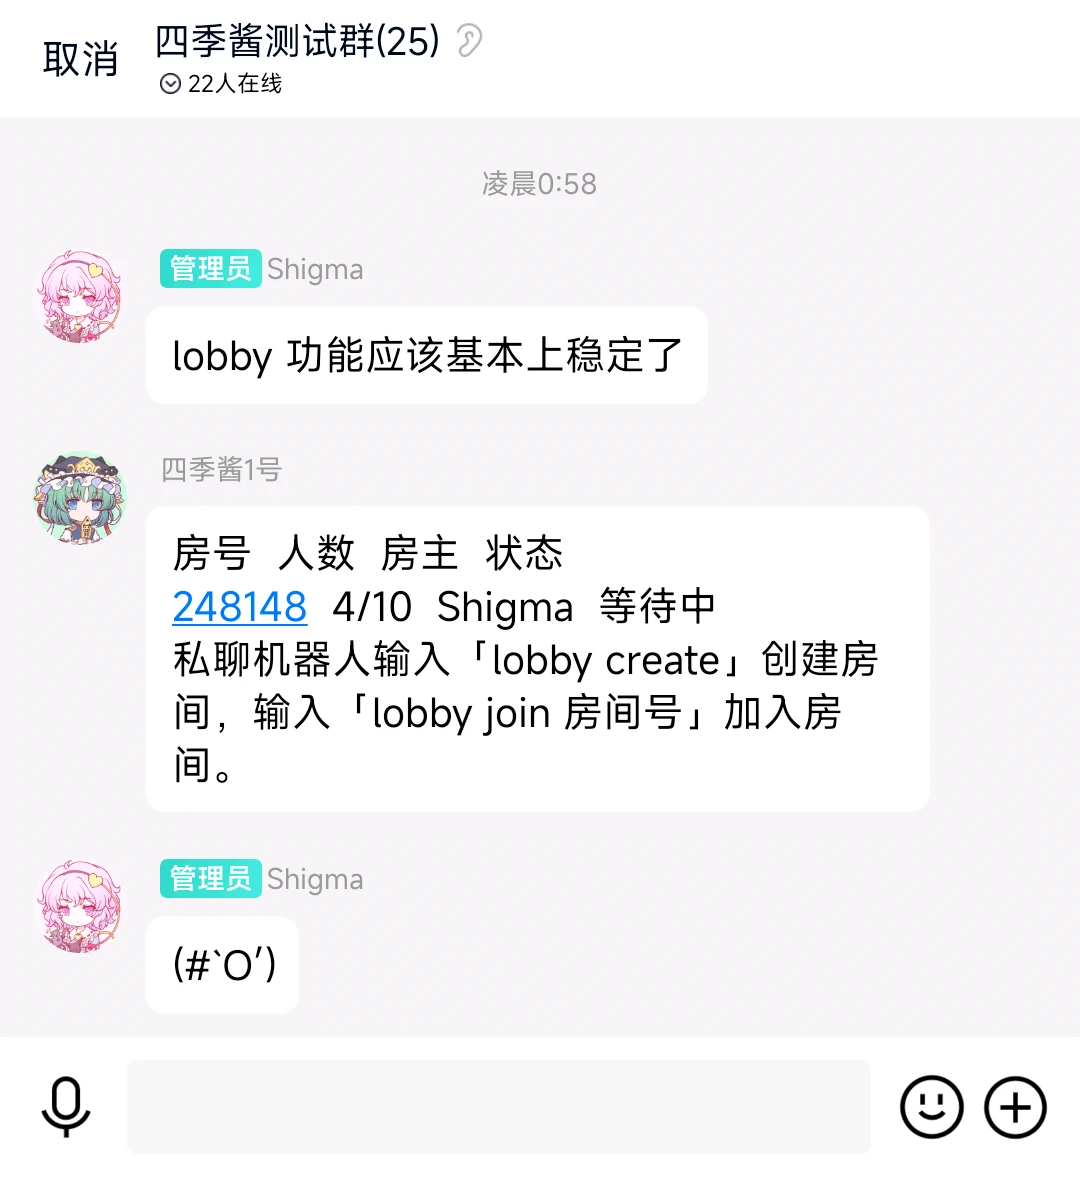 取消
四季酱测试群(25)
22人在线
凌晨0:58
管理员 Shigma
lobby 功能应该基本上稳定了
四季酱1号
房号 人数 房主 状态
248148 4/10 Shigma 等待中
私聊机器人输入「lobby create」创建房
间，输入「lobby join 房间号」加入房
间。
管理员 Shigma
(#`O′)